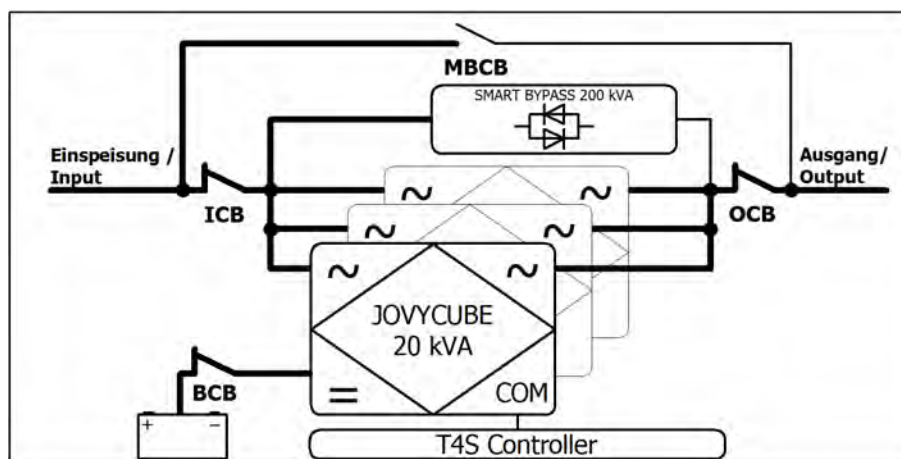 MBCB
SMART BYPASS 200 kVA
Einspeisung /
Input
Ausgang/
Output
ICB
OCB
∼ ∼
∼ ∼
∼ ∼
JOVYCUBE
20 kVA
=
COM
BCB
+ -
T4S Controller